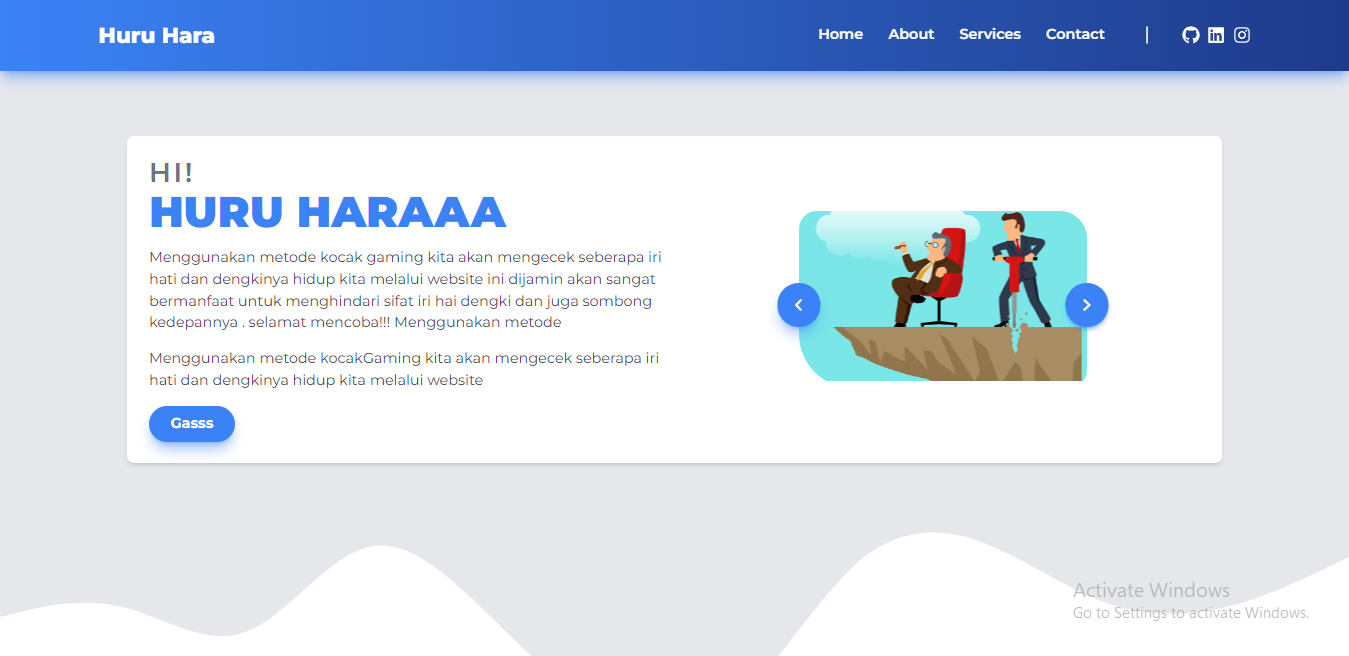 Huru Hara
Home About Services Contact |
HI!
HURU HARAAA
Menggunakan metode kocak gaming kita akan mengecek seberapa iri
hati dan dengkinya hidup kita melalui website ini dijamin akan sangat
bermanfaat untuk menghindari sifat iri hai dengki dan juga sombong
kedepannya . selamat mencoba!!! Menggunakan metode
Menggunakan metode kocakGaming kita akan mengecek seberapa iri
hati dan dengkinya hidup kita melalui website
Gasss
Activate Windows
Go to Settings to activate Windows.